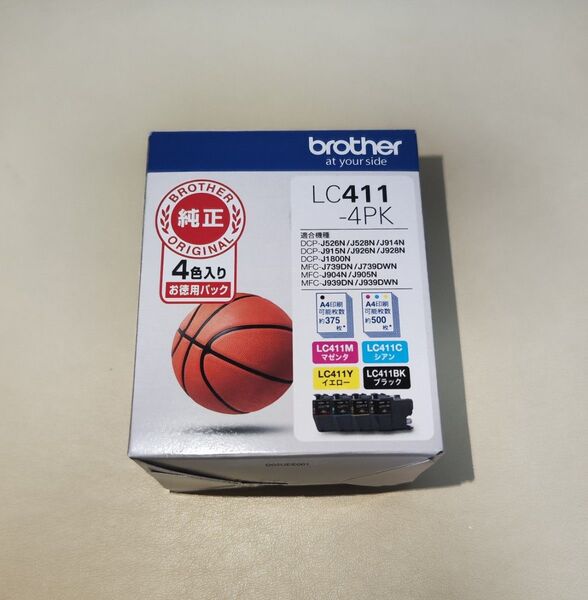 brother
at your side
BROTHER
純正
ORIGINAL
4色入り
お徳用パック
LC411
-4PK
適合機種
DCP-J526N/J528N/J914N
DCP-J915N/J926N/J928N
DCP-J1800N
MFC-J739DN/J739DWN
MFC-J904N/J905N
MFC-J939DN/J939DWN
A4印刷
可能枚数
約375
枚*
A4印刷
可能枚数
約500
枚*
LC411M
マゼンタ
LC411C
シアン
LC411Y
イエロー
LC411BK
ブラック